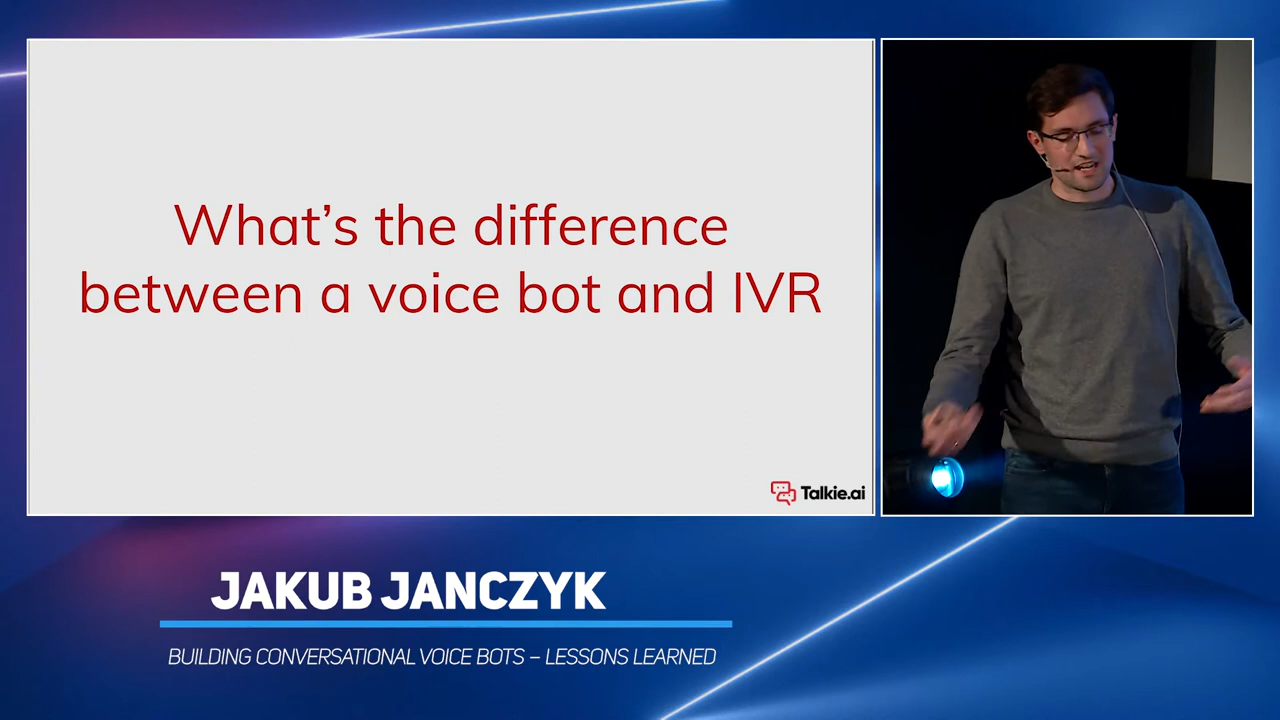 What's the difference
between a voice bot and IVR
Talkie.ai
JAKUB JANCZYK
BUILDING CONVERSATIONAL VOICE BOTS – LESSONS LEARNED